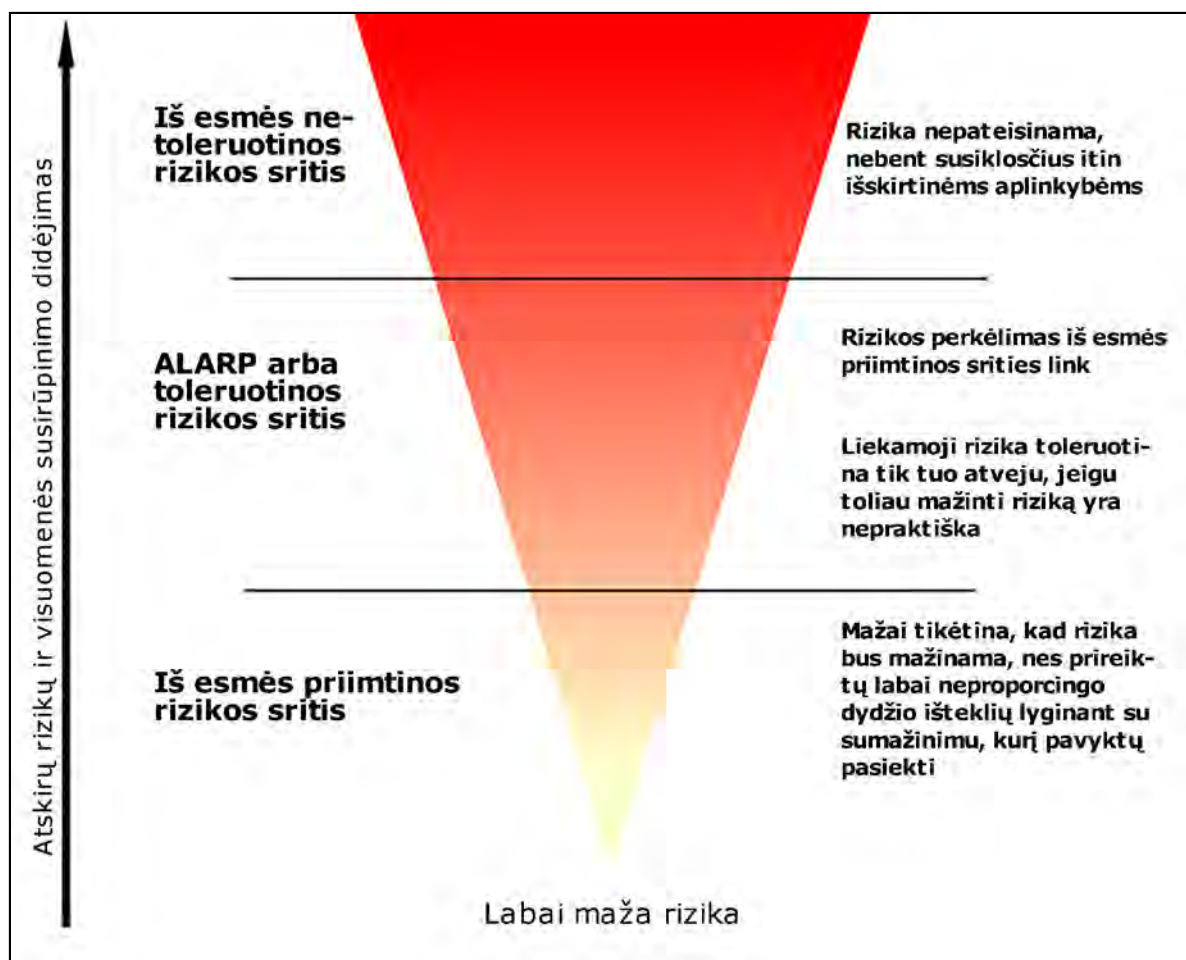 Atskirų rizikų ir visuomenės susirūpinimo didėjimas
Iš esmės ne-
toleruotinos
rizikos sritis
Rizika nepateisinama,
nebent susiklosčius itin
išskirtinėms aplinkybėms
ALARP arba
toleruotinos
rizikos sritis
Rizikos perkėlimas iš esmės
priimtinos srities link
Liekamoji rizika toleruoti-
na tik tuo atveju, jeigu
toliau mažinti riziką yra
nepraktiška
Iš esmės priimtinos
rizikos sritis
Mažai tikėtina, kad rizika
bus mažinama, nes prireik-
tų labai neproporcingo
dydžio išteklių lyginant su
sumažinimu, kurį pavyktų
pasiekti
Labai maža rizika